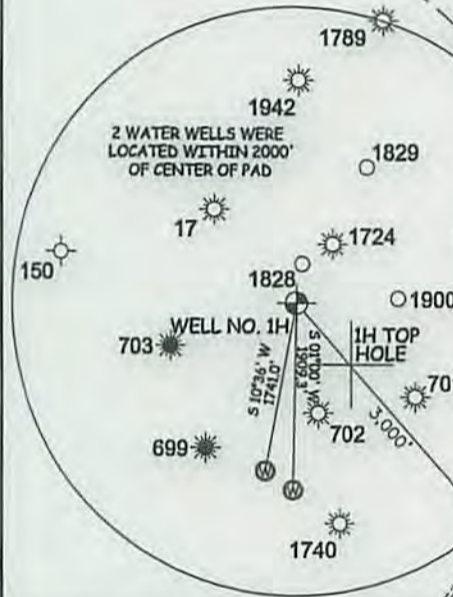 1789
1942
2 WATER WELLS WERE
LOCATED WITHIN 2000'
OF CENTER OF PAD
1829
17
1724
150
1828
1900
WELL NO. 1H
1H TOP
HOLE
703
S 10°36' W
1741.0'
S 01°00' W
1909.3'
702
3,000'
699
W
W
1740